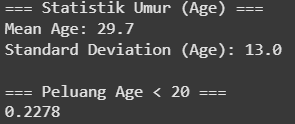 === Statistik Umur (Age) ===
Mean Age: 29.7
Standard Deviation (Age): 13.0
=== Peluang Age < 20 ===
0.2278